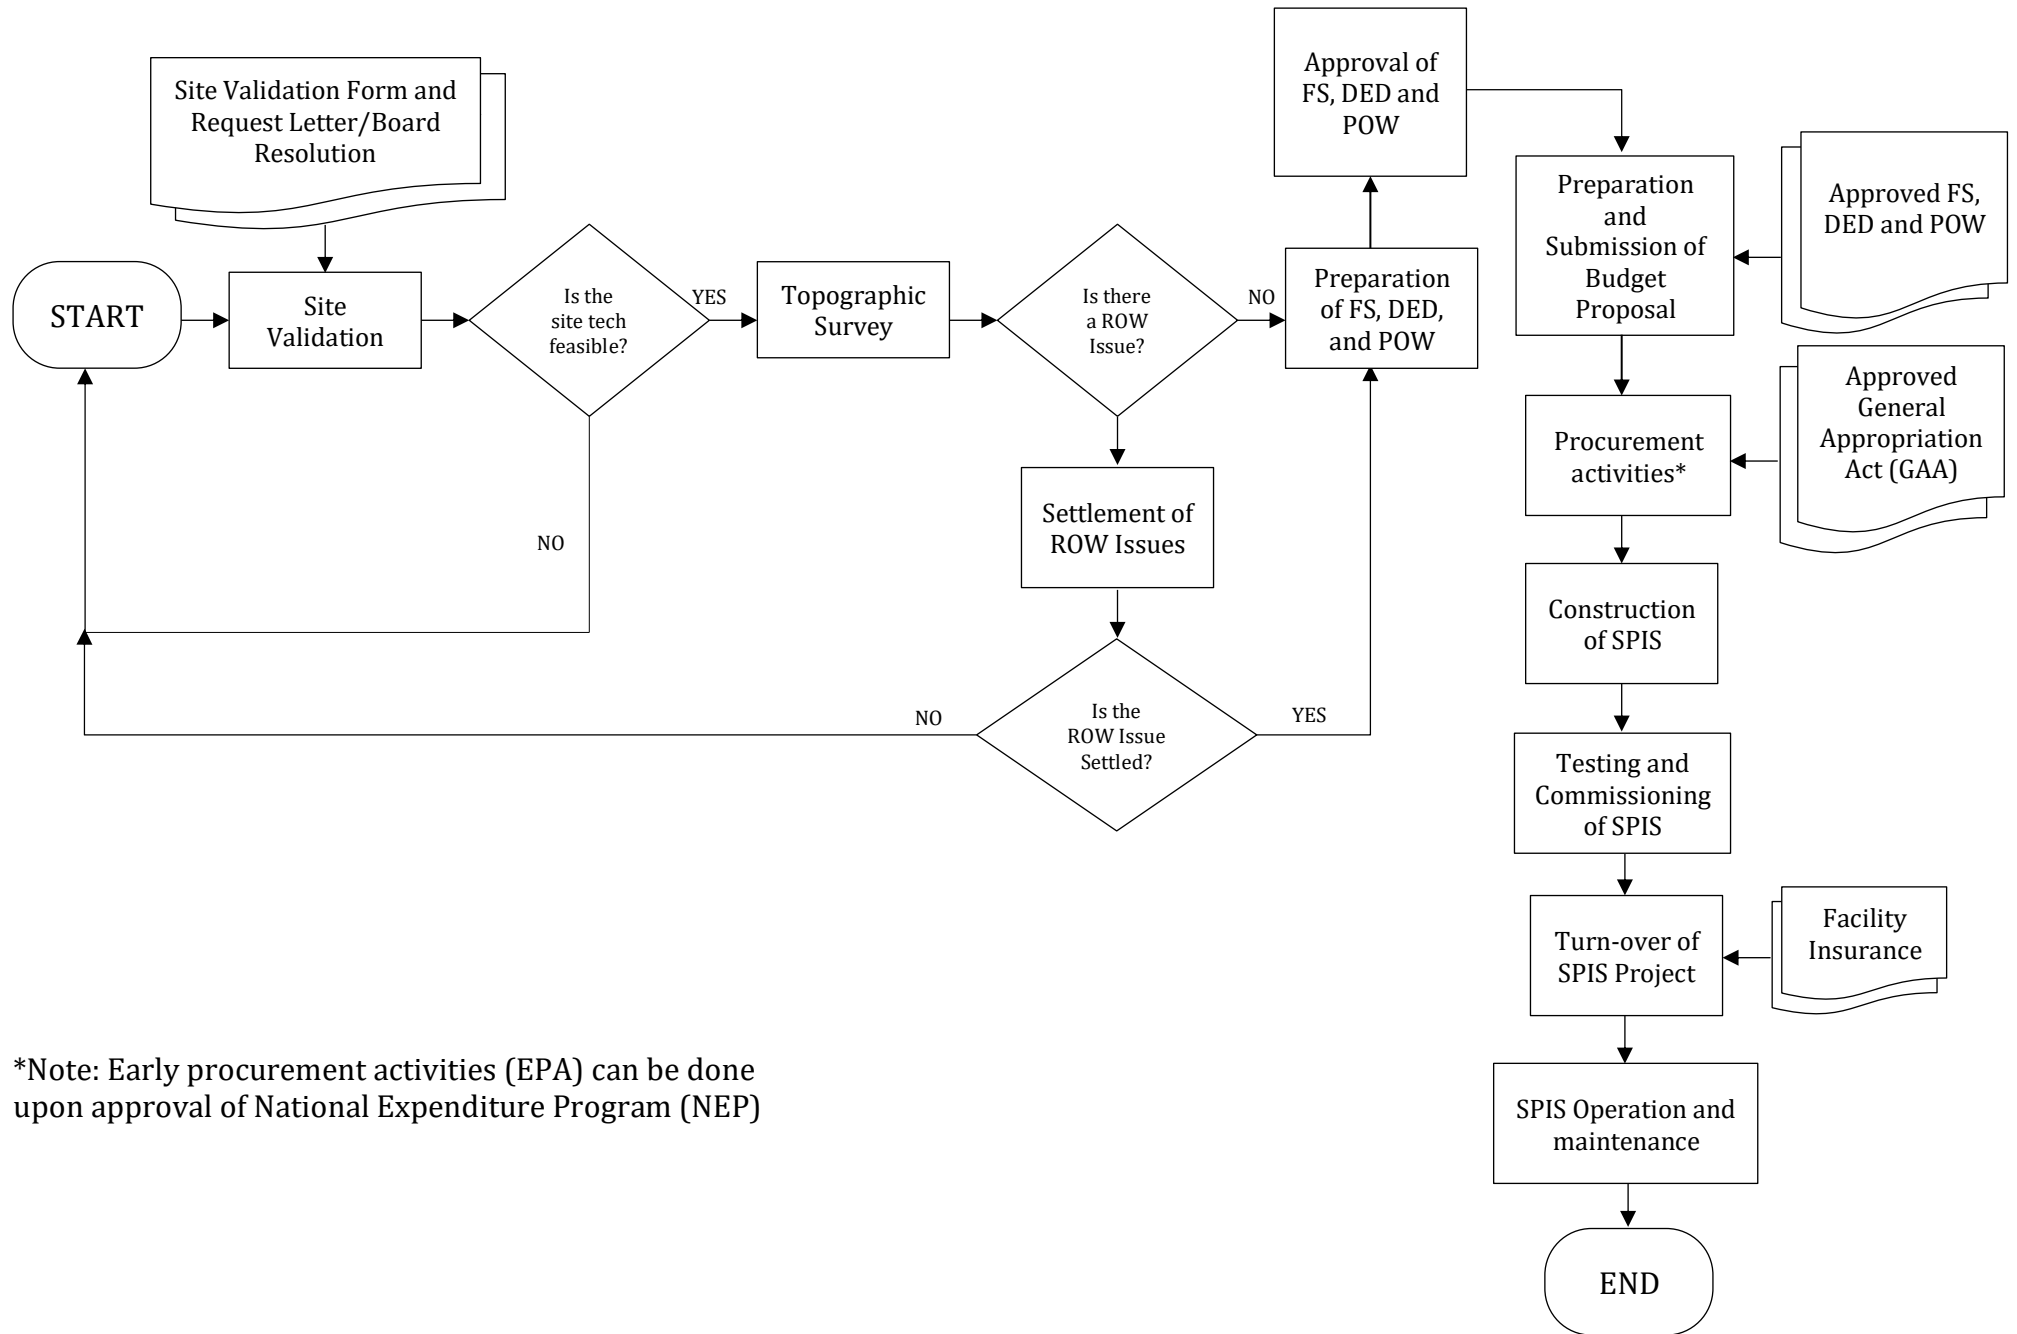 Site Validation Form and
Request Letter/Board
Resolution
START
Site
Validation
Is the
site tech
feasible?
YES
NO
Topographic
Survey
Is there
a ROW
Issue?
NO
Settlement of
ROW Issues
Is the
ROW Issue
Settled?
NO
YES
Preparation
of FS, DED,
and POW
Approval of
FS, DED and
POW
Preparation
and
Submission of
Budget
Proposal
Approved FS,
DED and POW
Procurement
activities*
Approved
General
Appropriation
Act (GAA)
Construction
of SPIS
Testing and
Commissioning
of SPIS
Turn-over of
SPIS Project
Facility
Insurance
SPIS Operation and
maintenance
END
*Note: Early procurement activities (EPA) can be done
upon approval of National Expenditure Program (NEP)